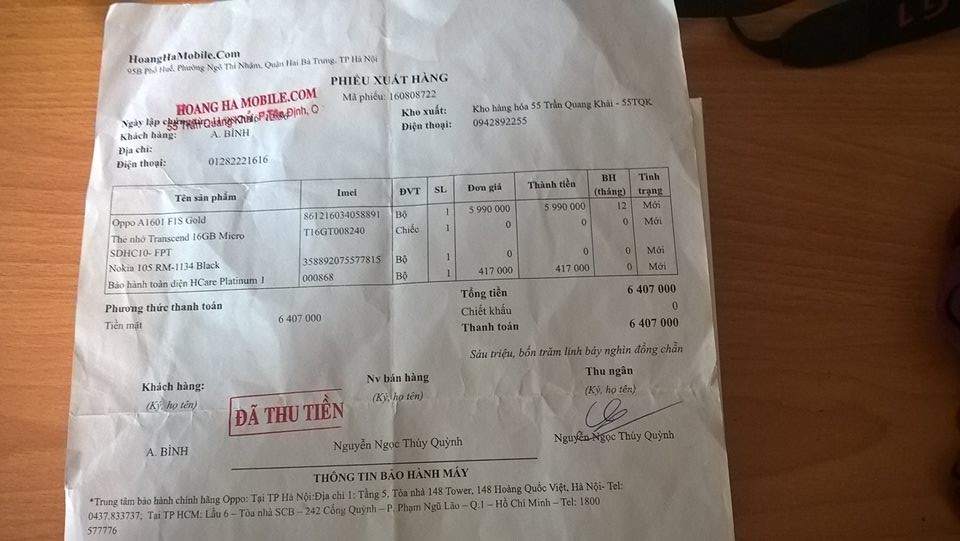 HoangHaMobile.Com
95B Phố Huế, Phường Ngô Thì Nhậm, Quận Hai Bà Trưng, TP Hà Nội
PHIẾU XUẤT HÀNG
Mã phiếu: 160808722
HOANG HA MOBILE.COM
55 Trần Quang Khải - P.Tân Định, Q
Ngày lập chứng từ:
Khách hàng: A. BÌNH
Địa chỉ:
Điện thoại: 01282221616
Kho xuất: Kho hàng hóa 55 Trần Quang Khải - 55TQK
Điện thoại: 0942892255
Tên sản phẩm Imei ĐVT SL Đơn giá Thành tiền BH (tháng) Tình trạng
Oppo A1601 F1S Gold 861216034058891 Bộ 1 5 990 000 5 990 000 12 Mới
Thẻ nhớ Transcend 16GB Micro T16GT008240 Chiếc 1 0 0 0 Mới
SDHC10- FPT
Nokia 105 RM-1134 Black 358892075577815 Bộ 1 0 0 0 Mới
Bảo hành toàn diện HCare Platinum 1 000868 Bộ 1 417 000 417 000 0 Mới
Tổng tiền 6 407 000
Phương thức thanh toán
Chiết khấu 0
Tiền mặt 6 407 000
Thanh toán 6 407 000
Sáu triệu, bốn trăm linh bảy nghìn đồng chẵn
Khách hàng: Nv bán hàng Thu ngân
(Ký, họ tên) (Ký, họ tên) (Ký, họ tên)
ĐÃ THU TIỀN
A. BÌNH Nguyễn Ngọc Thủy Quỳnh Nguyễn Ngọc Thủy Quỳnh
THÔNG TIN BẢO HÀNH MÁY
*Trung tâm bảo hành chính hãng Oppo: Tại TP Hà Nội:Địa chỉ 1: Tầng 5, Tòa nhà 148 Tower, 148 Hoàng Quốc Việt, Hà Nội- Tel:
0437.833737; Tại TP HCM: Lầu 6 – Tòa nhà SCB – 242 Cống Quỳnh – P. Phạm Ngũ Lão – Q.1 – Hồ Chí Minh – Tel: 1800
577776